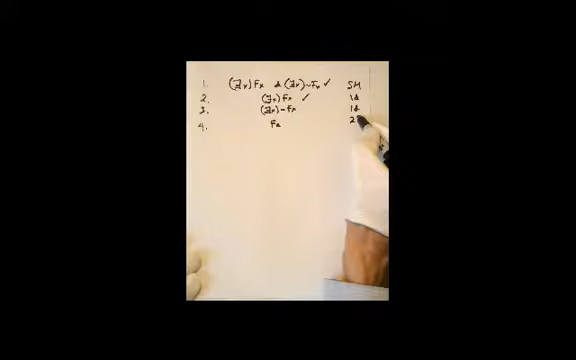 1. (∃x)Fx & (∃x)~Fx ✓ SM
2. (∃x)Fx ✓ 1&
3. (∃x)~Fx 1&
4. Fa 2